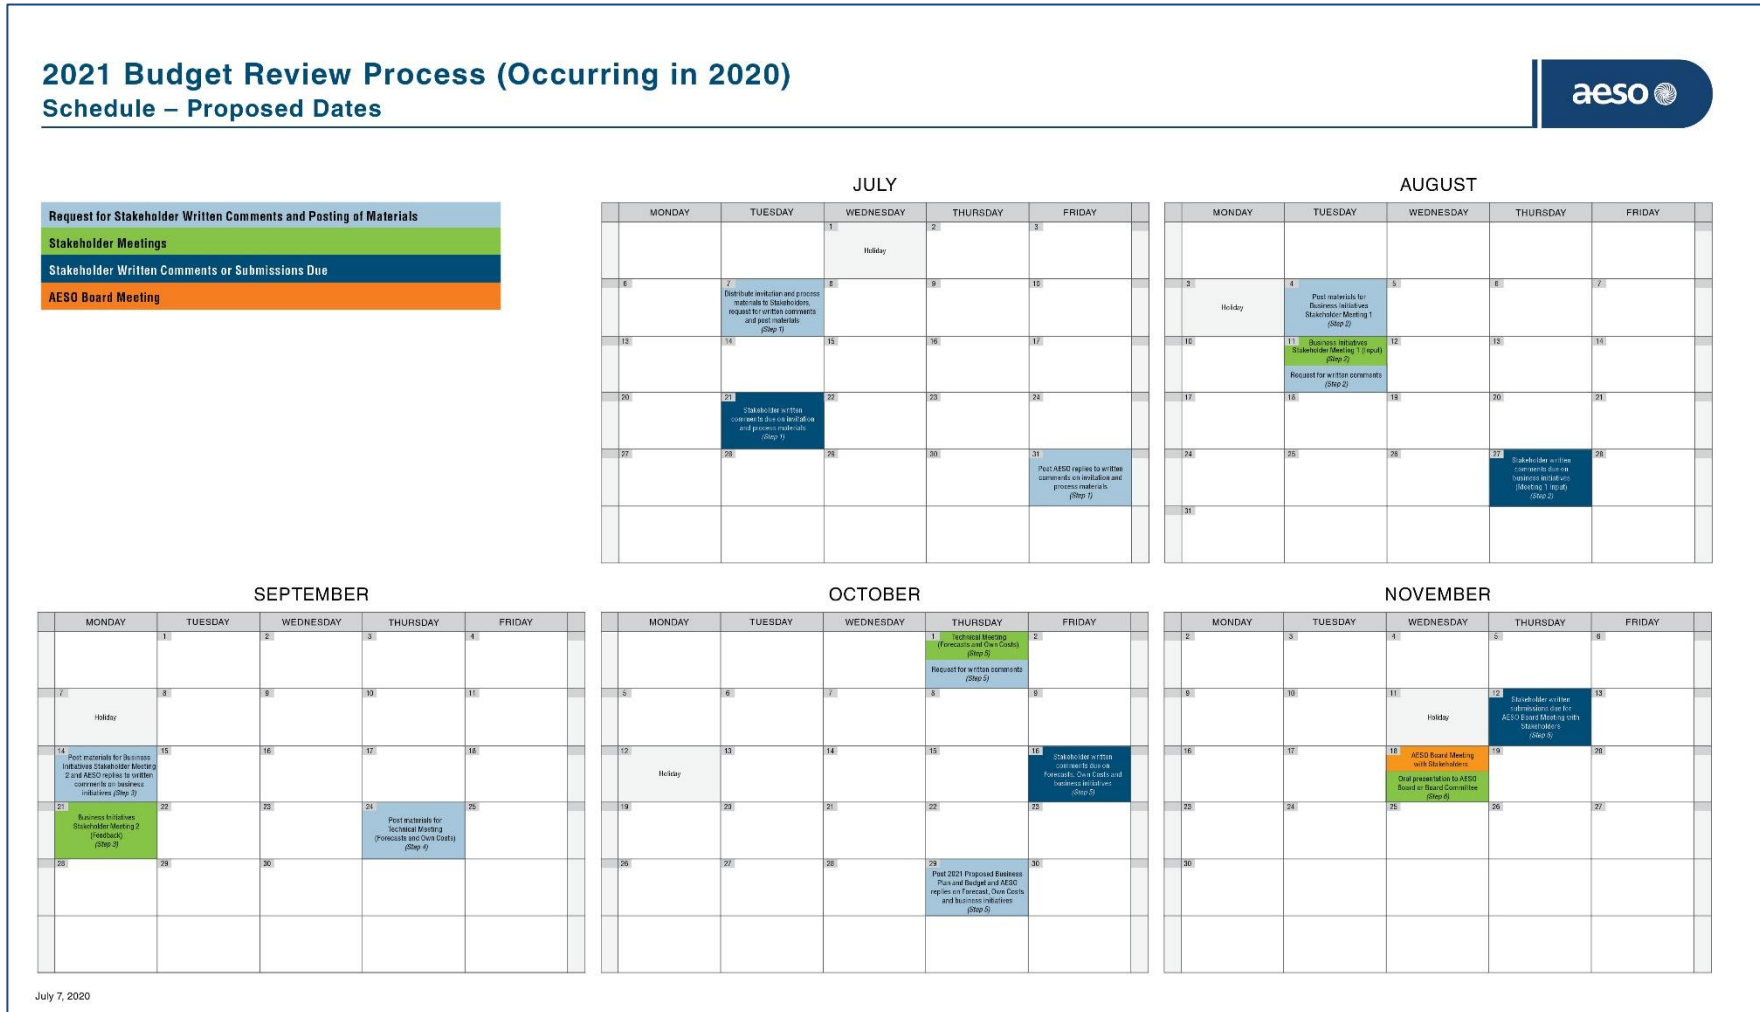 2021 Budget Review Process (Occurring in 2020)
Schedule – Proposed Dates
aeso
Request for Stakeholder Written Comments and Posting of Materials
Stakeholder Meetings
Stakeholder Written Comments or Submissions Due
AESO Board Meeting
JULY
MONDAY TUESDAY WEDNESDAY THURSDAY FRIDAY
1 2 3
Holiday
6 7 8 9 10
Distribute invitation and process
materials to Stakeholders,
request for written comments
and post materials
(Step 1)
13 14 15 16 17
20 21 22 23 24
Stakeholder written
comments due on invitation
and process materials
(Step 1)
27 28 29 30 31
Post AESO replies to written
comments on invitation and
process materials
(Step 1)
AUGUST
MONDAY TUESDAY WEDNESDAY THURSDAY FRIDAY
3 4 5 6 7
Holiday
Post materials for
Business Initiatives
Stakeholder Meeting 1
(Step 2)
10 11 12 13 14
Business Initiatives
Stakeholder Meeting 1 (Input)
(Step 2)
Request for written comments
(Step 2)
17 18 19 20 21
24 25 26 27 28
Stakeholder written
comments due on
business initiatives
(Meeting 1 Input)
(Step 2)
31
SEPTEMBER
MONDAY TUESDAY WEDNESDAY THURSDAY FRIDAY
1 2 3 4
7 8 9 10 11
Holiday
14 15 16 17 18
Post materials for Business
Initiatives Stakeholder Meeting
2 and AESO replies to written
comments on business
initiatives (Step 3)
21 22 23 24 25
Business Initiatives
Stakeholder Meeting 2
(Feedback)
(Step 3)
Post materials for
Technical Meeting
(Forecasts and Own Costs)
(Step 4)
28 29 30
OCTOBER
MONDAY TUESDAY WEDNESDAY THURSDAY FRIDAY
1 2
Technical Meeting
(Forecasts and Own Costs)
(Step 5)
Request for written comments
(Step 5)
5 6 7 8 9
12 13 14 15 16
Holiday
Stakeholder written
comments due on
Forecasts, Own Costs and
business initiatives
(Step 5)
19 20 21 22 23
26 27 28 29 30
Post 2021 Proposed Business
Plan and Budget and AESO
replies on Forecast, Own Costs
and business initiatives
(Step 5)
NOVEMBER
MONDAY TUESDAY WEDNESDAY THURSDAY FRIDAY
2 3 4 5 6
9 10 11 12 13
Holiday
Stakeholder written
submissions due for
AESO Board Meeting with
Stakeholders
(Step 6)
16 17 18 19 20
AESO Board Meeting
with Stakeholders
Oral presentation to AESO
Board or Board Committee
(Step 6)
23 24 25 26 27
30
July 7, 2020